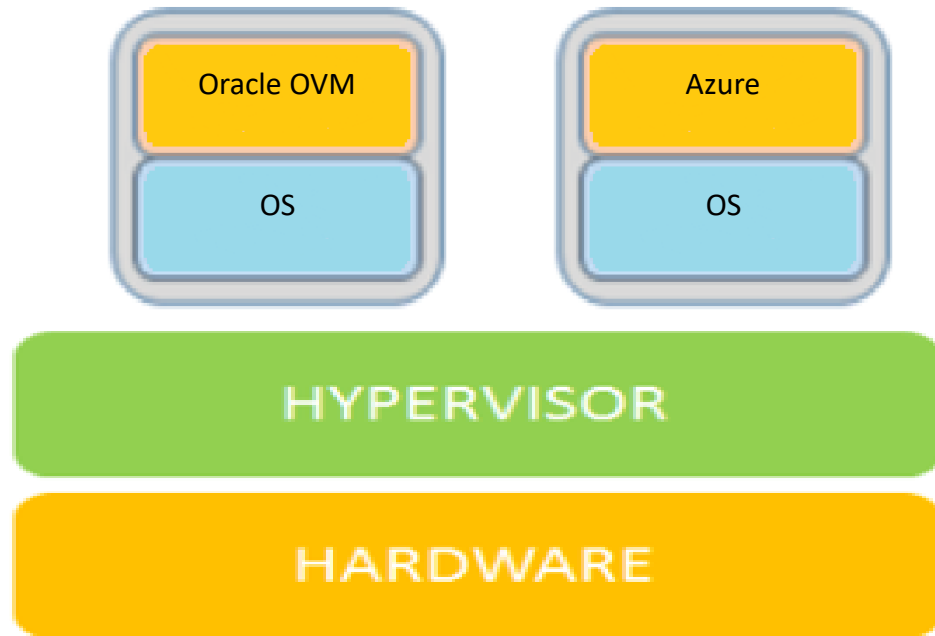 Oracle OVM
Azure
OS
OS
HYPERVISOR
HARDWARE